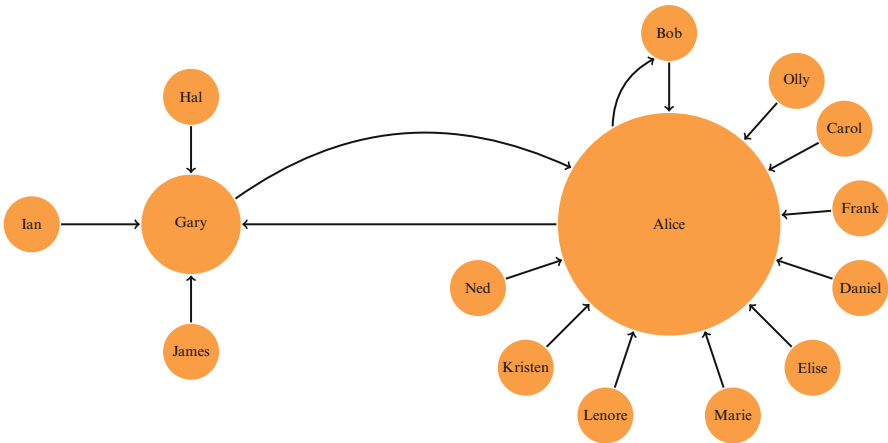 Bob
Olly
Hal
Carol
Frank
Ian
Gary
Alice
Ned
Daniel
James
Kristen
Elise
Lenore
Marie